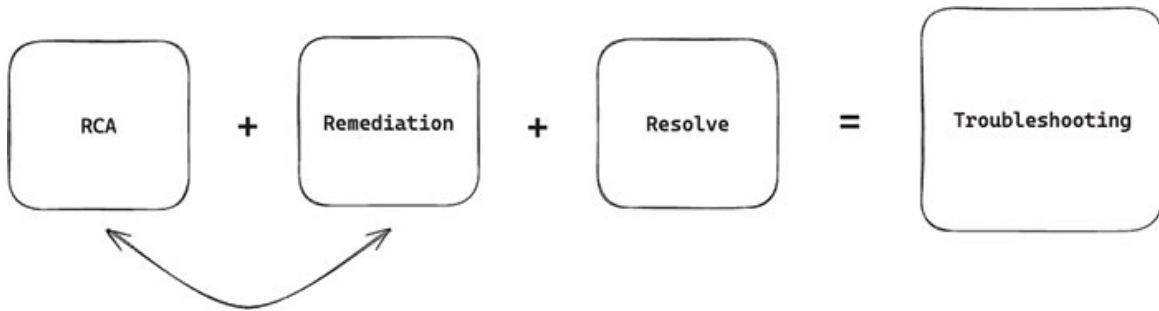 RCA + Remediation + Resolve = Troubleshooting